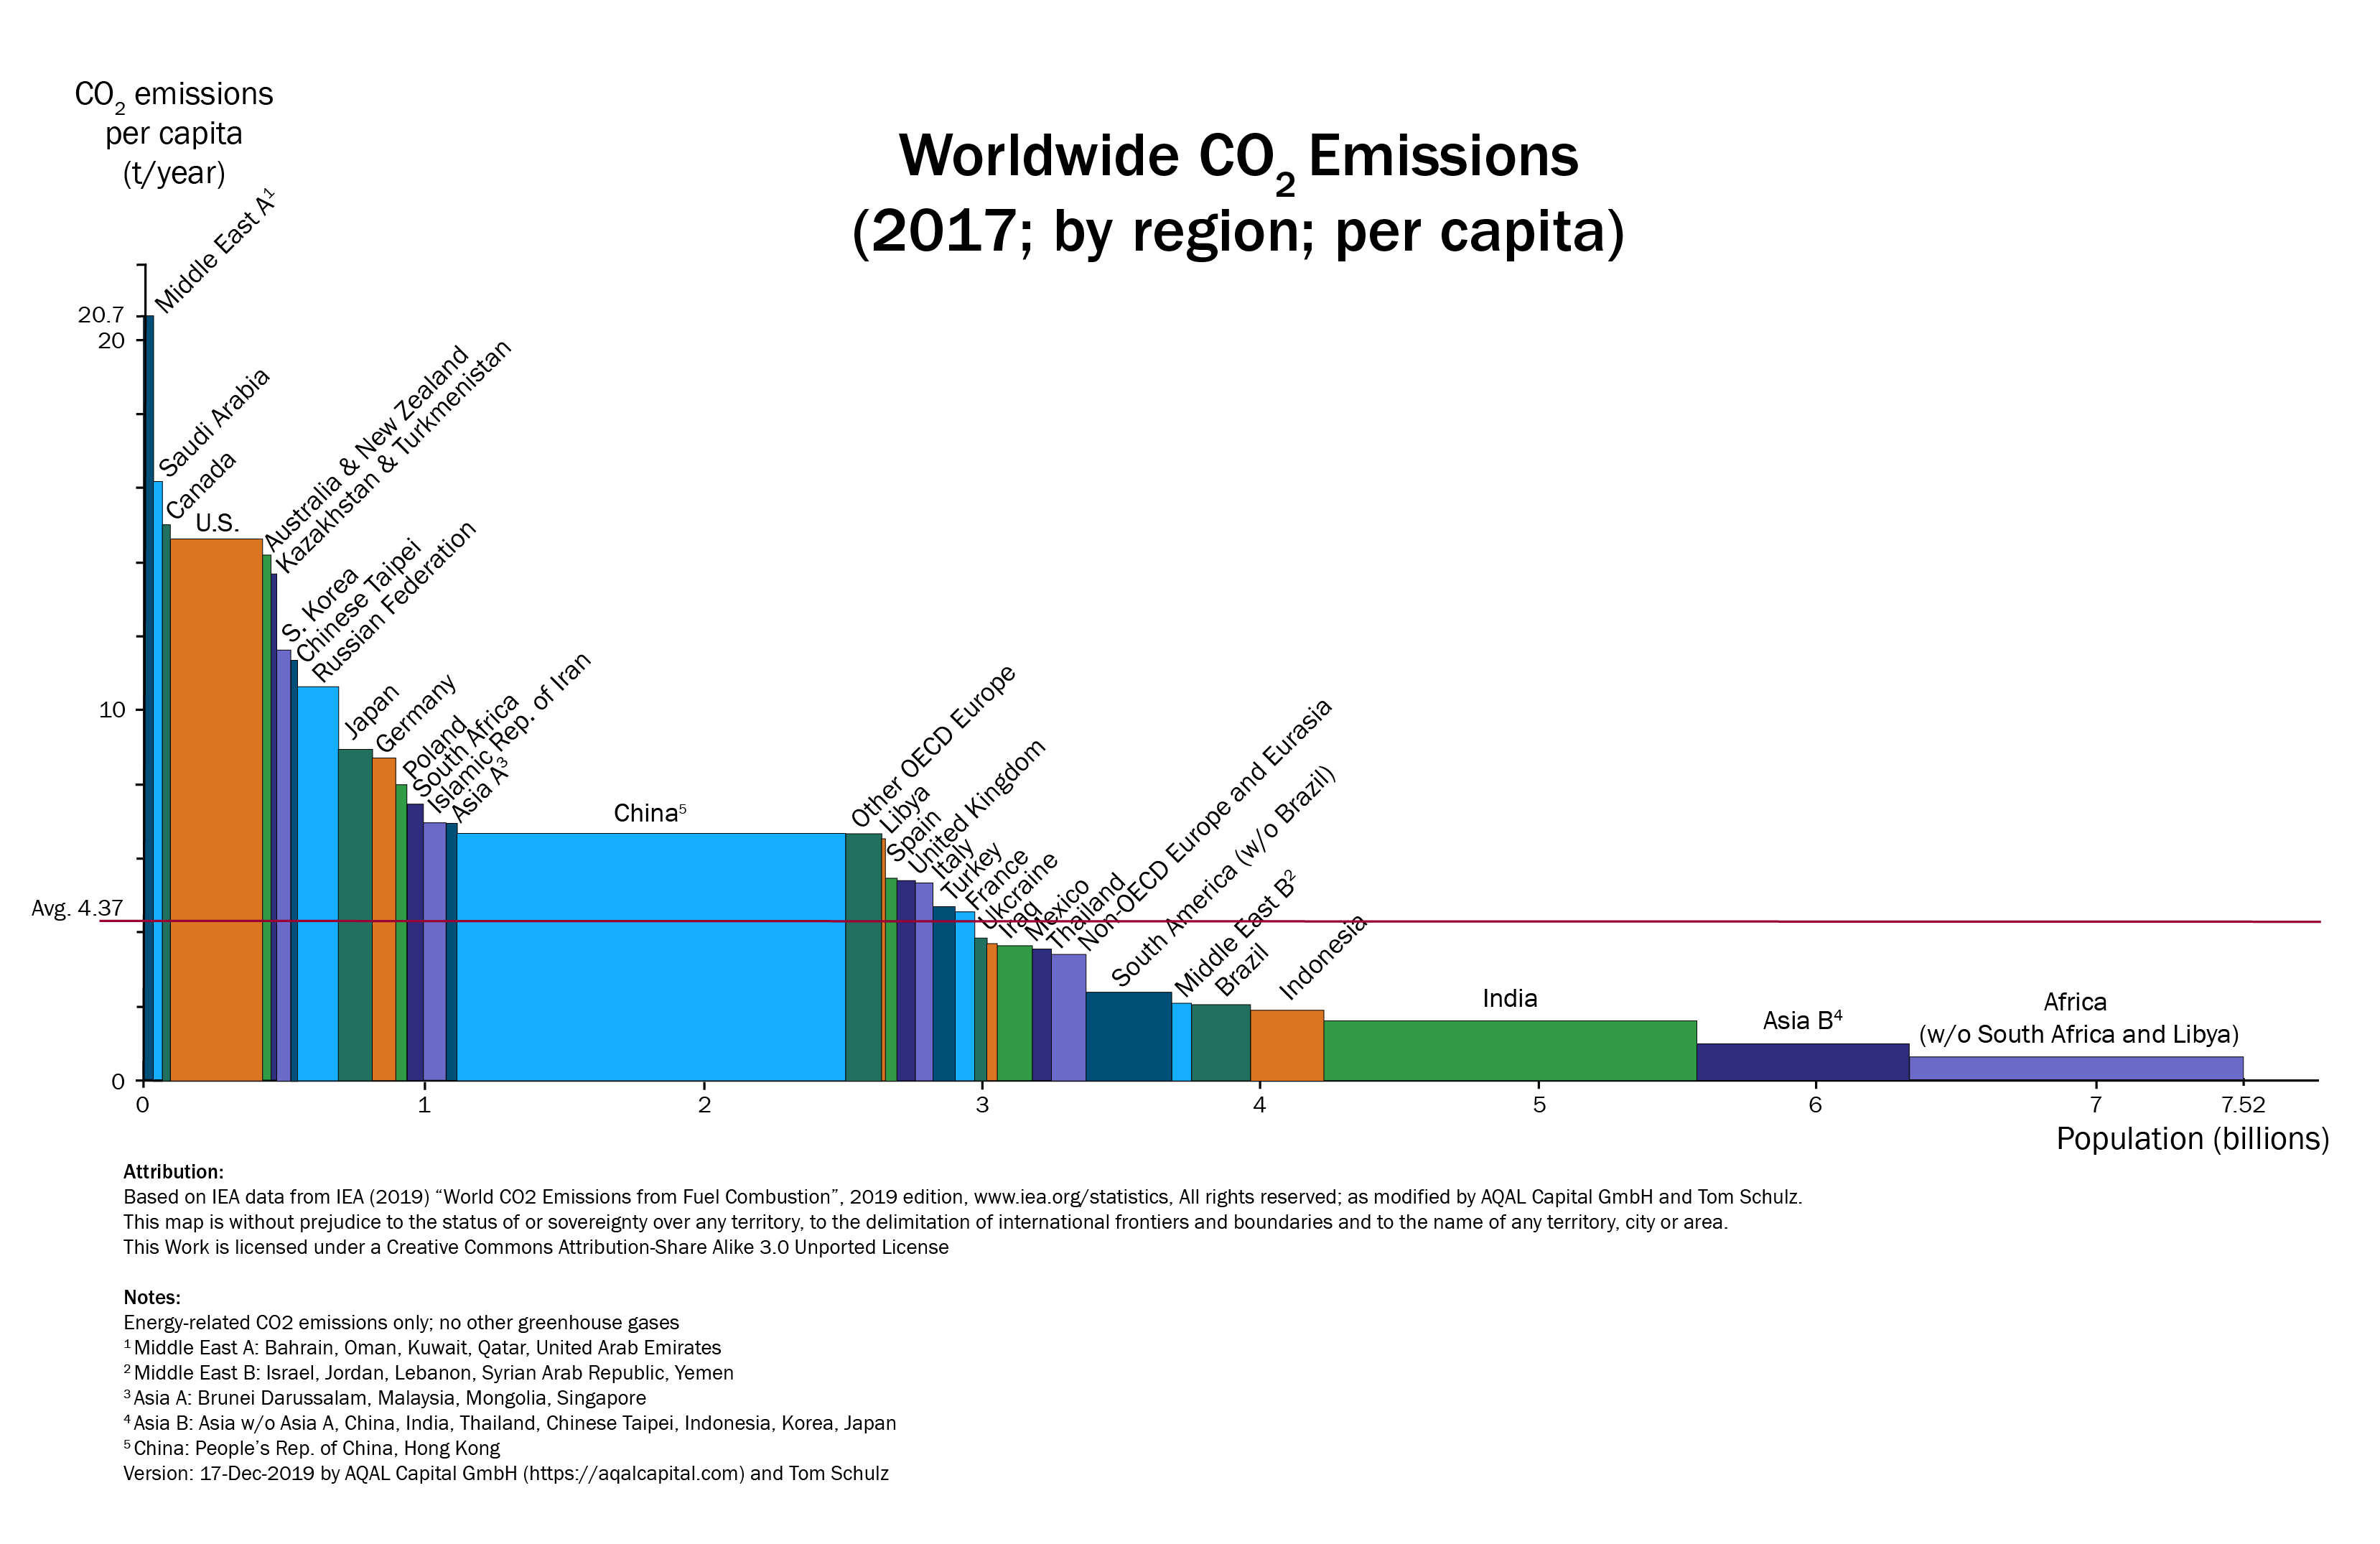 CO₂ emissions
per capita
(t/year)
Worldwide CO₂ Emissions
(2017; by region; per capita)
20.7
20
10
Avg. 4.37
0
Middle East A¹
Saudi Arabia
Canada
U.S.
Australia & New Zealand
Kazakhstan & Turkmenistan
S. Korea
Chinese Taipei
Russian Federation
Japan
Germany
Poland
South Africa
Islamic Rep. of Iran
Asia A³
China⁵
Other OECD Europe
Libya
Spain
United Kingdom
Italy
Turkey
France
Ukcraine
Iraq
Mexico
Thailand
Non-OECD Europe and Eurasia
South America (w/o Brazil)
Middle East B²
Brazil
Indonesia
India
Asia B⁴
Africa
(w/o South Africa and Libya)
0 1 2 3 4 5 6 7 7.52
Population (billions)
Attribution:
Based on IEA data from IEA (2019) “World CO2 Emissions from Fuel Combustion”, 2019 edition, www.iea.org/statistics, All rights reserved; as modified by AQAL Capital GmbH and Tom Schulz.
This map is without prejudice to the status of or sovereignty over any territory, to the delimitation of international frontiers and boundaries and to the name of any territory, city or area.
This Work is licensed under a Creative Commons Attribution-Share Alike 3.0 Unported License
Notes:
Energy-related CO2 emissions only; no other greenhouse gases
¹ Middle East A: Bahrain, Oman, Kuwait, Qatar, United Arab Emirates
² Middle East B: Israel, Jordan, Lebanon, Syrian Arab Republic, Yemen
³ Asia A: Brunei Darussalam, Malaysia, Mongolia, Singapore
⁴ Asia B: Asia w/o Asia A, China, India, Thailand, Chinese Taipei, Indonesia, Korea, Japan
⁵ China: People’s Rep. of China, Hong Kong
Version: 17-Dec-2019 by AQAL Capital GmbH (https://aqalcapital.com) and Tom Schulz